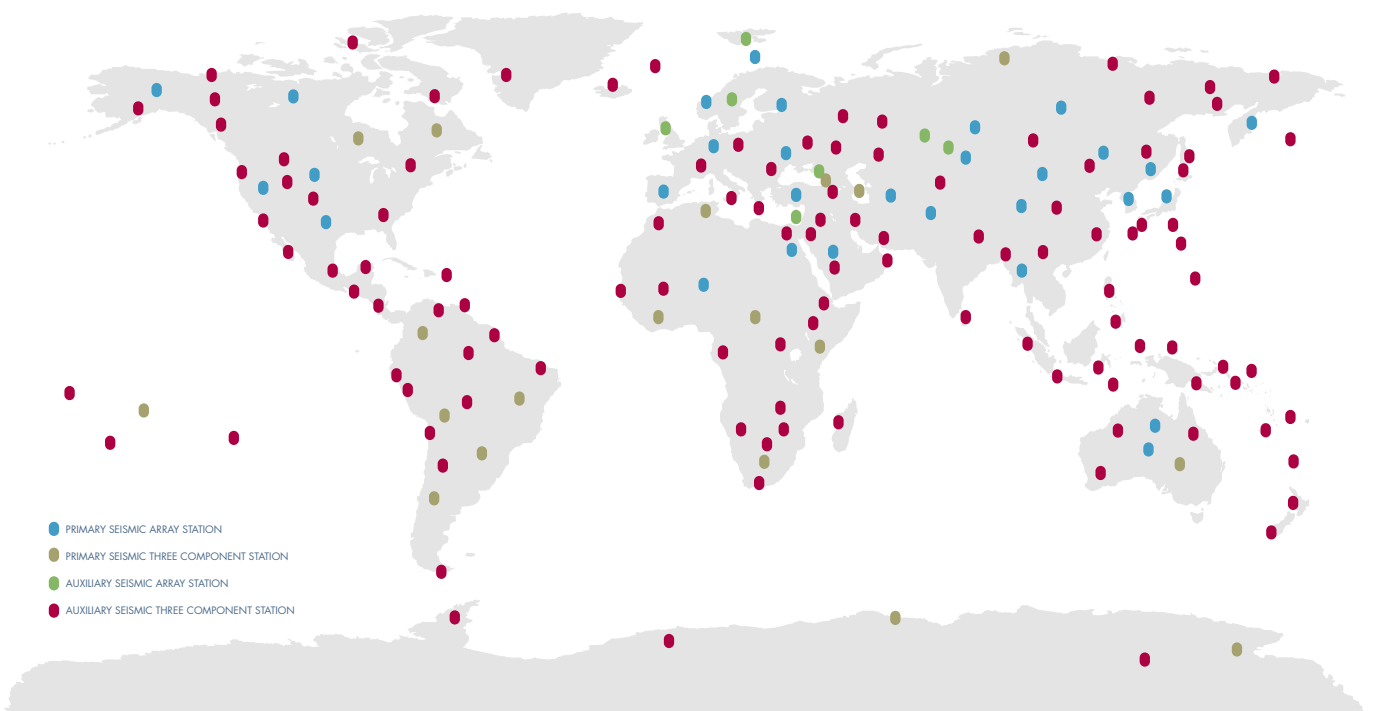 PRIMARY SEISMIC ARRAY STATION
PRIMARY SEISMIC THREE COMPONENT STATION
AUXILIARY SEISMIC ARRAY STATION
AUXILIARY SEISMIC THREE COMPONENT STATION